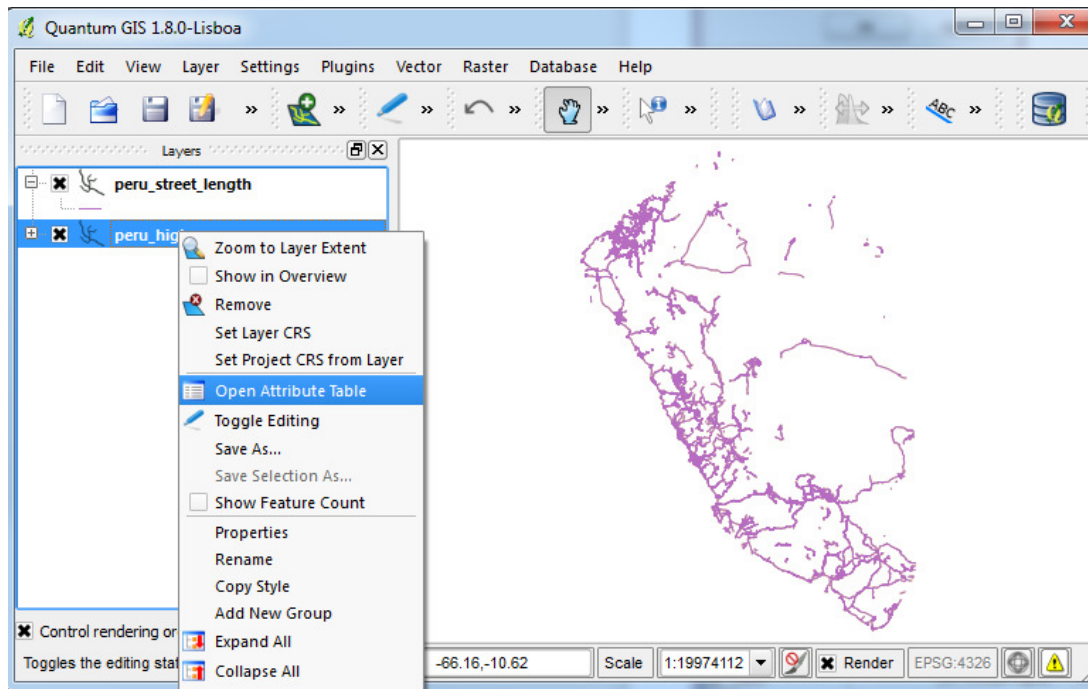 Quantum GIS 1.8.0-Lisboa
File Edit View Layer Settings Plugins Vector Raster Database Help
» » » » » » » » ABC »
Layers
peru_street_length
peru_hig
Zoom to Layer Extent
Show in Overview
Remove
Set Layer CRS
Set Project CRS from Layer
Open Attribute Table
Toggle Editing
Save As...
Save Selection As...
Show Feature Count
Properties
Rename
Copy Style
Add New Group
Expand All
Collapse All
Control rendering or
Toggles the editing stat -66.16,-10.62 Scale 1:19974112 Render EPSG:4326